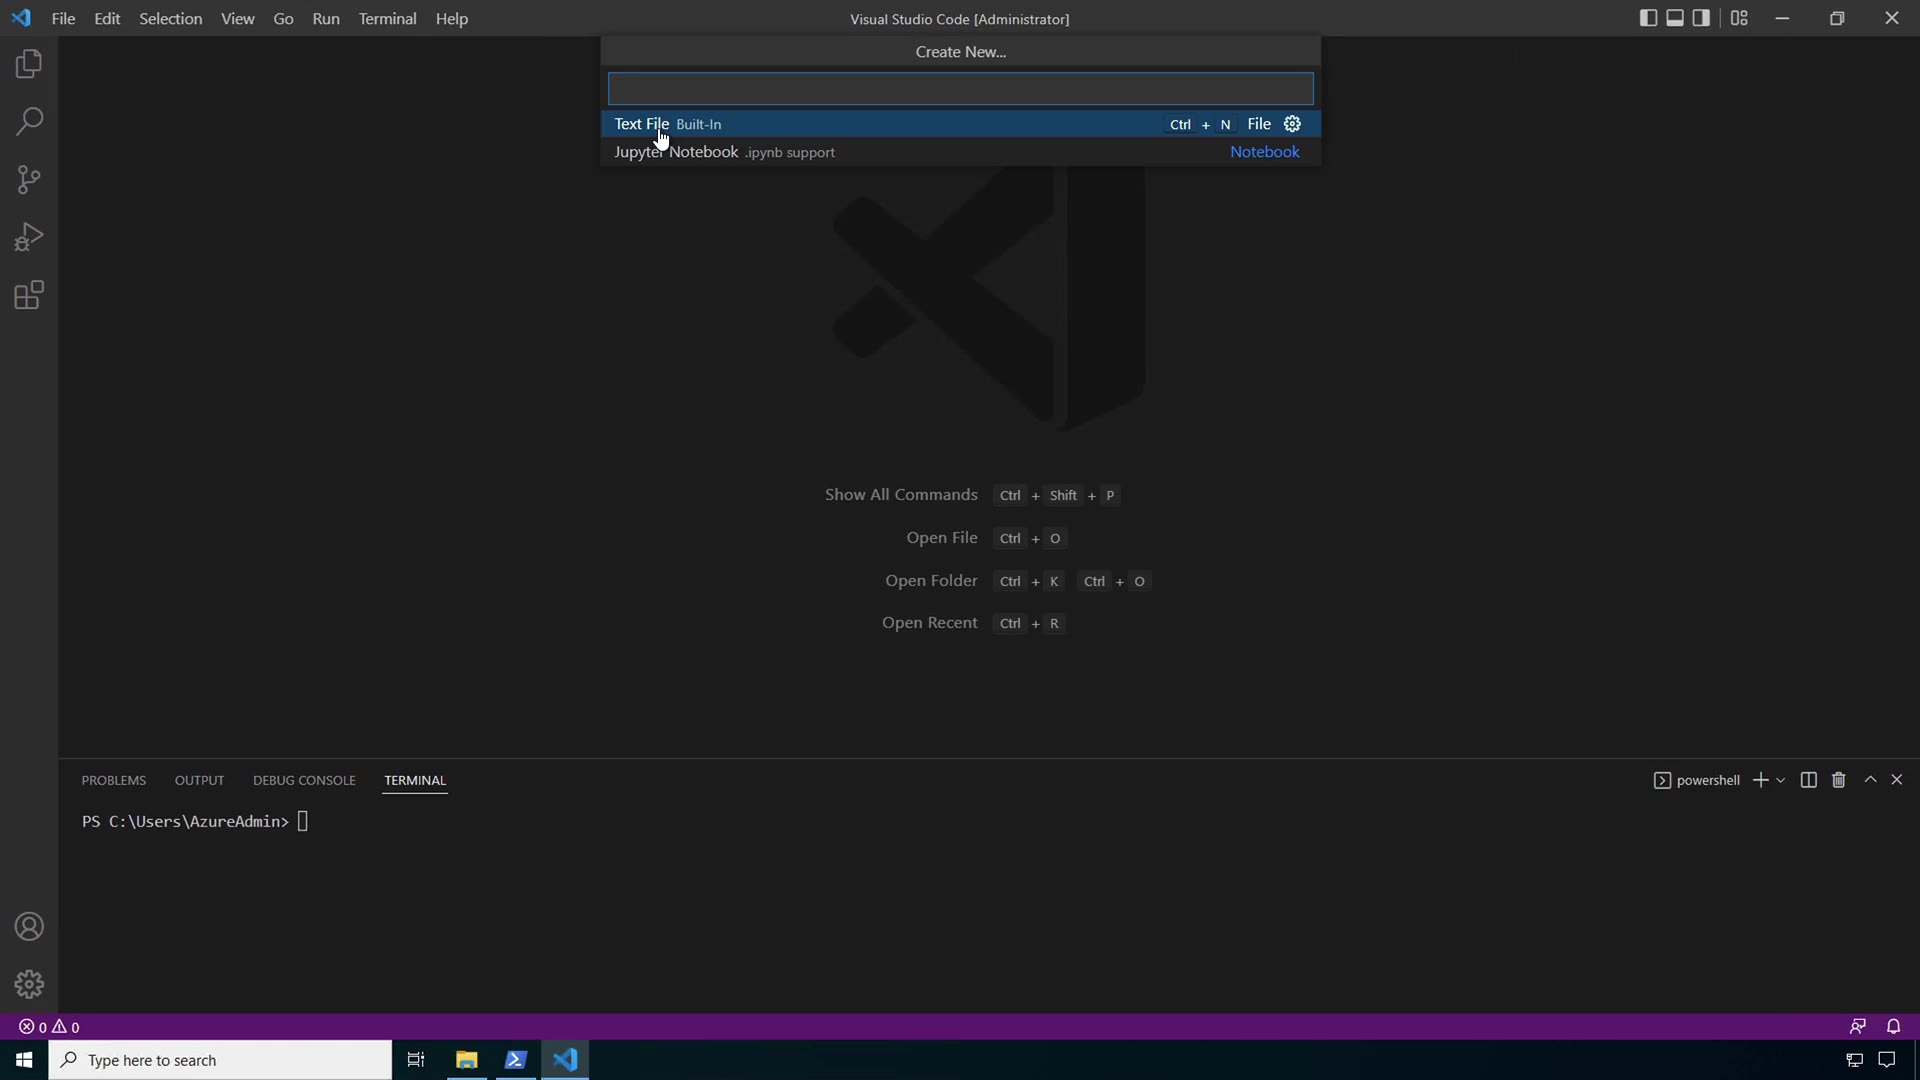 File Edit Selection View Go Run Terminal Help Visual Studio Code [Administrator]
Create New...
Text File Built-In Ctrl + N File
Jupyter Notebook .ipynb support Notebook
Show All Commands Ctrl + Shift + P
Open File Ctrl + O
Open Folder Ctrl + K Ctrl + O
Open Recent Ctrl + R
PROBLEMS OUTPUT DEBUG CONSOLE TERMINAL powershell
PS C:\Users\AzureAdmin>
0 0
Type here to search